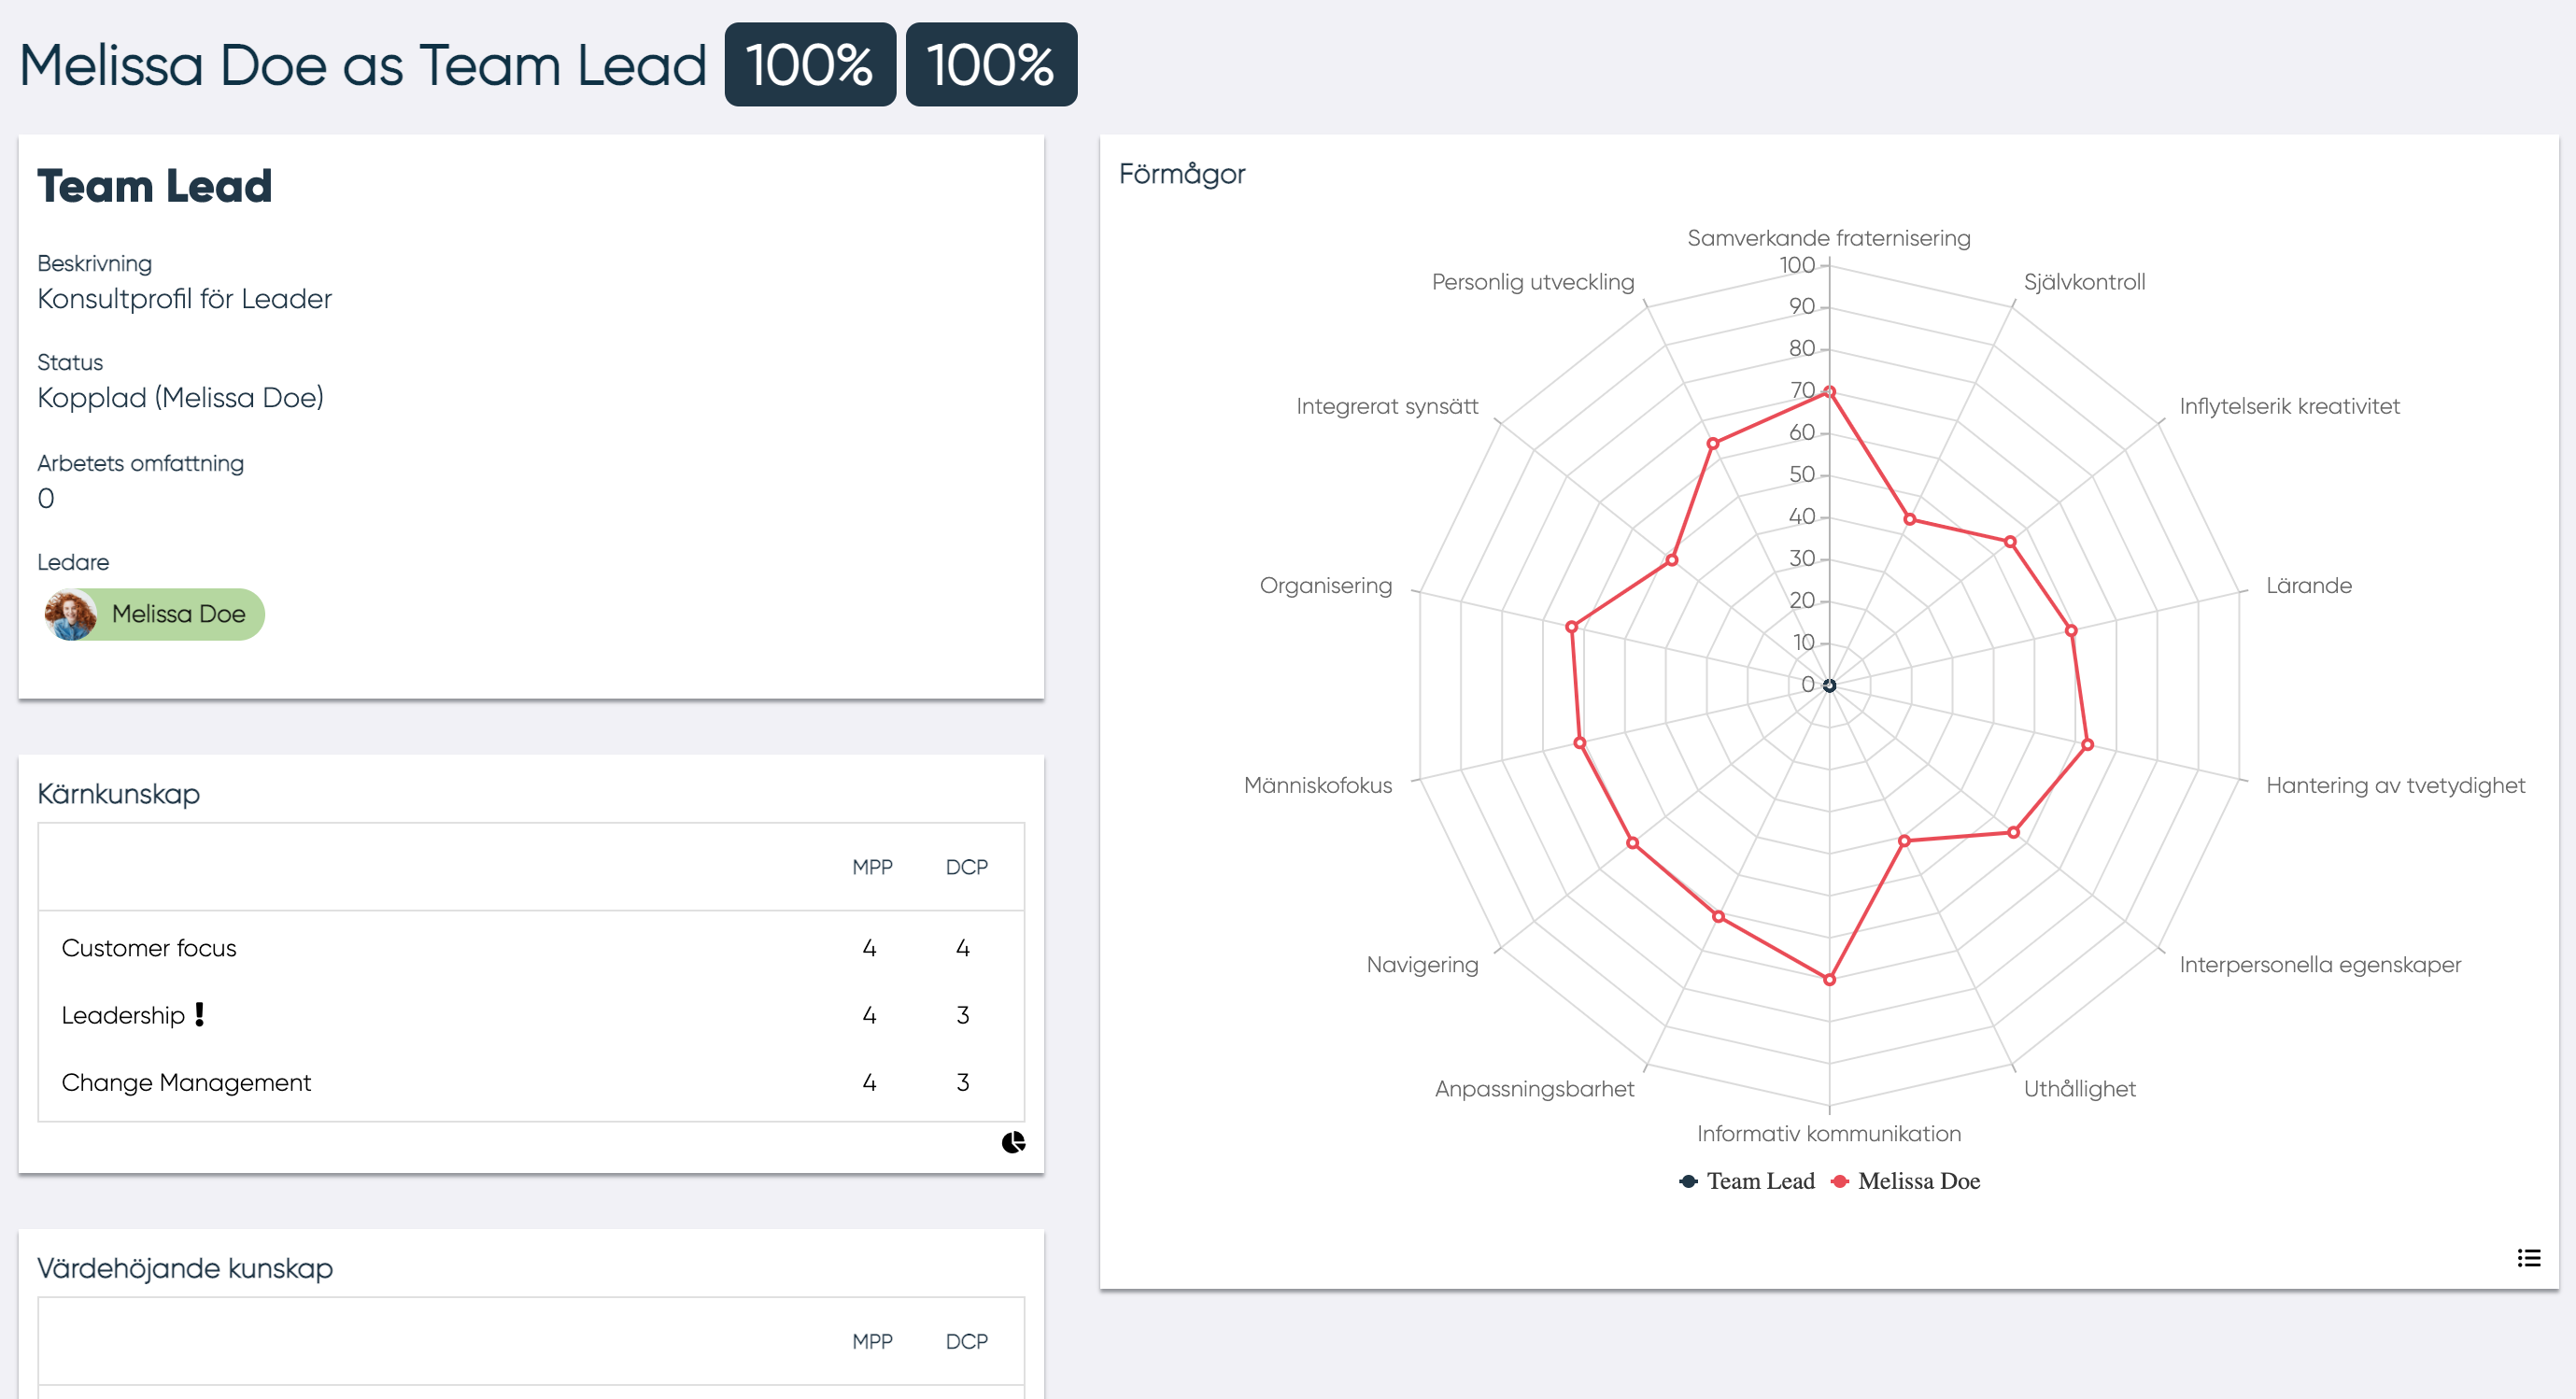 Melissa Doe as Team Lead 100% 100%
Team Lead
Beskrivning
Konsultprofil för Leader
Status
Kopplad (Melissa Doe)
Arbetets omfattning
0
Ledare
Melissa Doe
Kärnkunskap
MPP DCP
Customer focus 4 4
Leadership ! 4 3
Change Management 4 3
Värdehöjande kunskap
MPP DCP
Förmågor
Samverkande fraternisering
Självkontroll
Inflytelserik kreativitet
Lärande
Hantering av tvetydighet
Interpersonella egenskaper
Uthållighet
Informativ kommunikation
Anpassningsbarhet
Navigering
Människofokus
Organisering
Integrerat synsätt
Personlig utveckling
100
90
80
70
60
50
40
30
20
10
0
Team Lead Melissa Doe